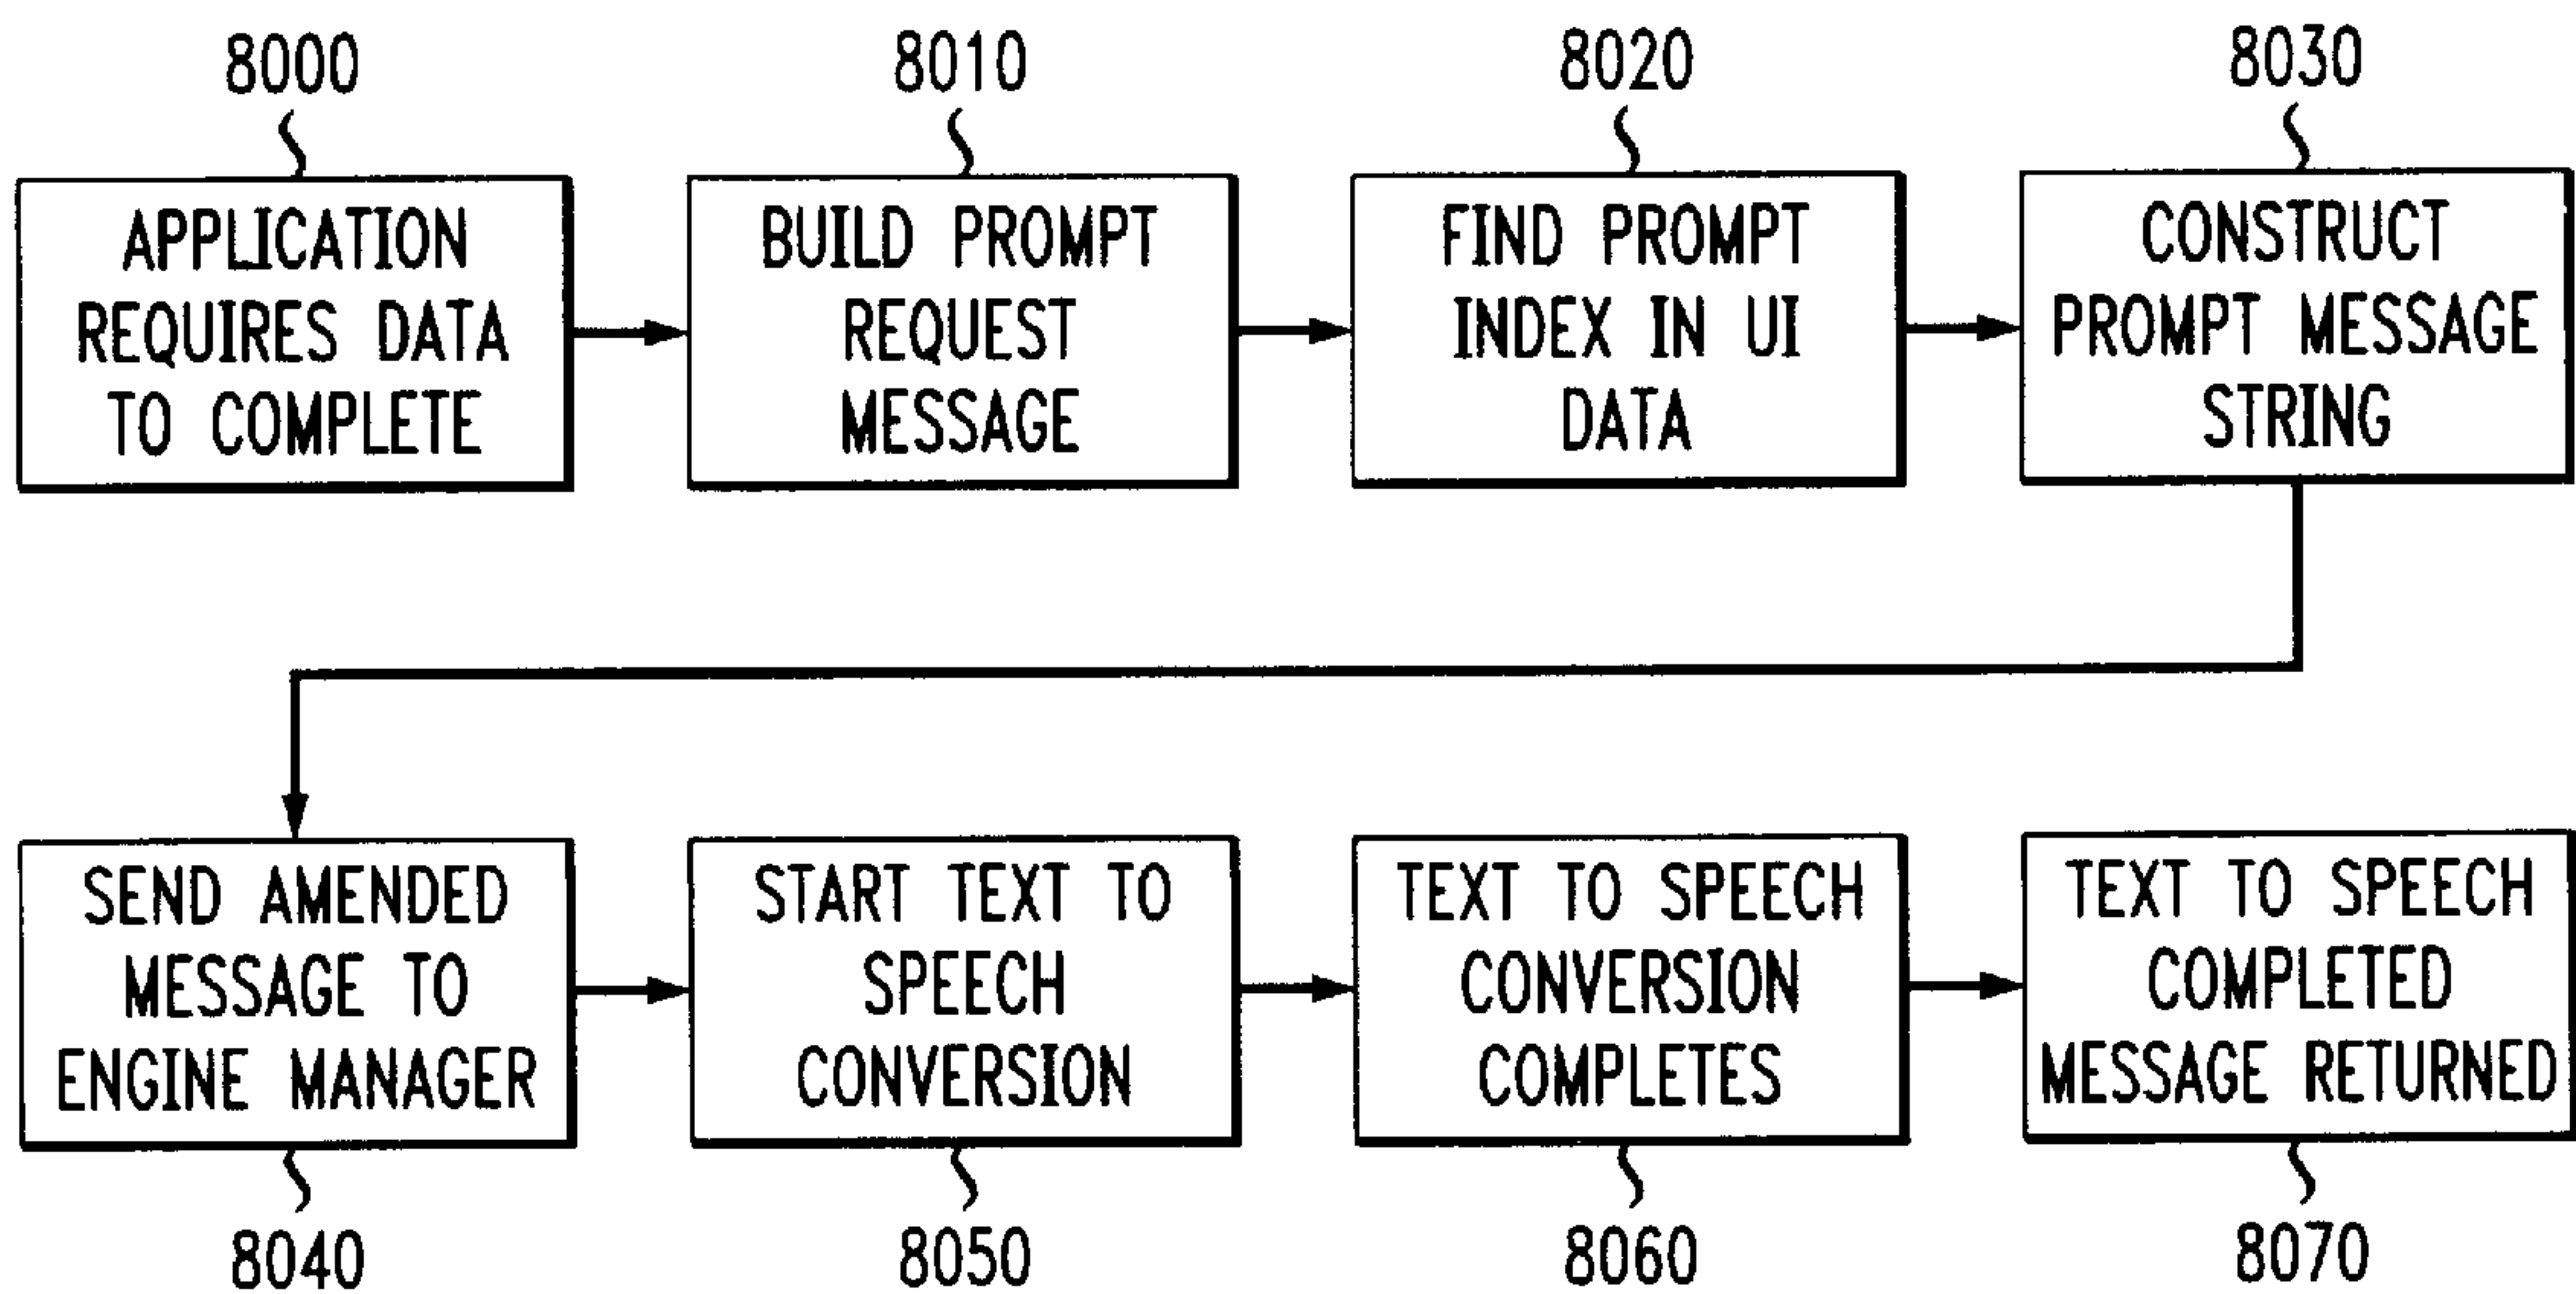 8000
APPLICATION
REQUIRES DATA
TO COMPLETE
8010
BUILD PROMPT
REQUEST
MESSAGE
8020
FIND PROMPT
INDEX IN UI
DATA
8030
CONSTRUCT
PROMPT MESSAGE
STRING
SEND AMENDED
MESSAGE TO
ENGINE MANAGER
8040
START TEXT TO
SPEECH
CONVERSION
8050
TEXT TO SPEECH
CONVERSION
COMPLETES
8060
TEXT TO SPEECH
COMPLETED
MESSAGE RETURNED
8070